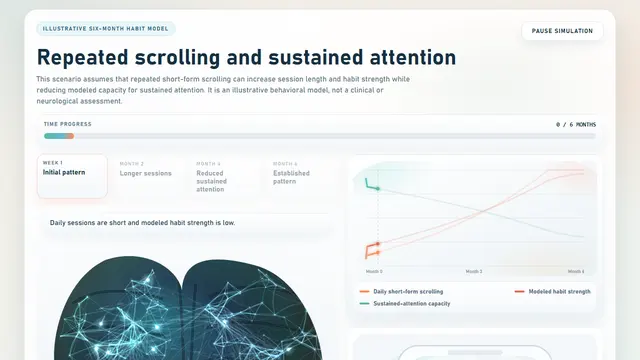 ILLUSTRATIVE SIX-MONTH HABIT MODEL
PAUSE SIMULATION
Repeated scrolling and sustained attention
This scenario assumes that repeated short-form scrolling can increase session length and habit strength while
reducing modeled capacity for sustained attention. It is an illustrative behavioral model, not a clinical or
neurological assessment.
TIME PROGRESS
0 / 6 MONTHS
WEEK 1
Initial pattern
MONTH 2
Longer sessions
MONTH
Reduced
sustained
attention
MONTH 6
Established
pattern
Daily sessions are short and modeled habit strength is low.
Month 0
Month 3
Month 6
Daily short-form scrolling
Modeled habit strength
Sustained-attention capacity